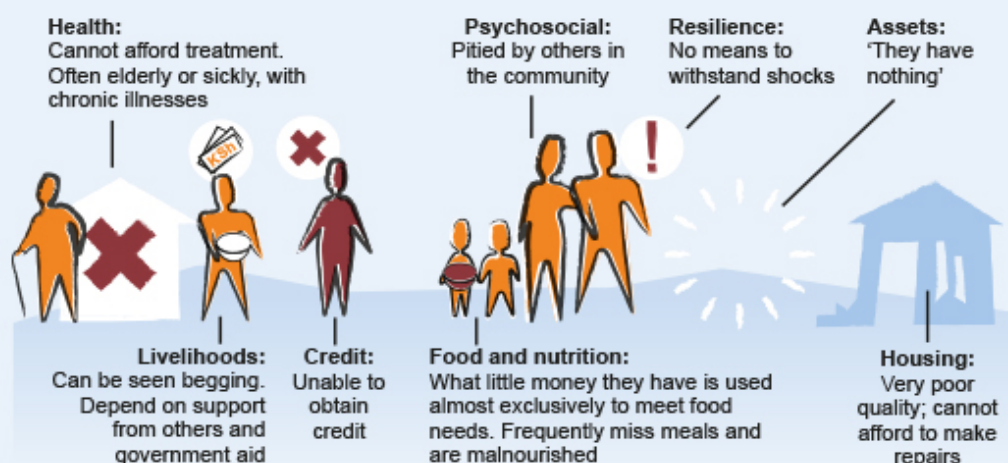 Health:
Cannot afford treatment.
Often elderly or sickly, with
chronic illnesses
Psychosocial:
Pitied by others in
the community
Resilience:
No means to
withstand shocks
Assets:
‘They have
nothing’
KSh
!
Livelihoods:
Can be seen begging.
Depend on support
from others and
government aid
Credit:
Unable to
obtain
credit
Food and nutrition:
What little money they have is used
almost exclusively to meet food
needs. Frequently miss meals and
are malnourished
Housing:
Very poor
quality; cannot
afford to make
repairs